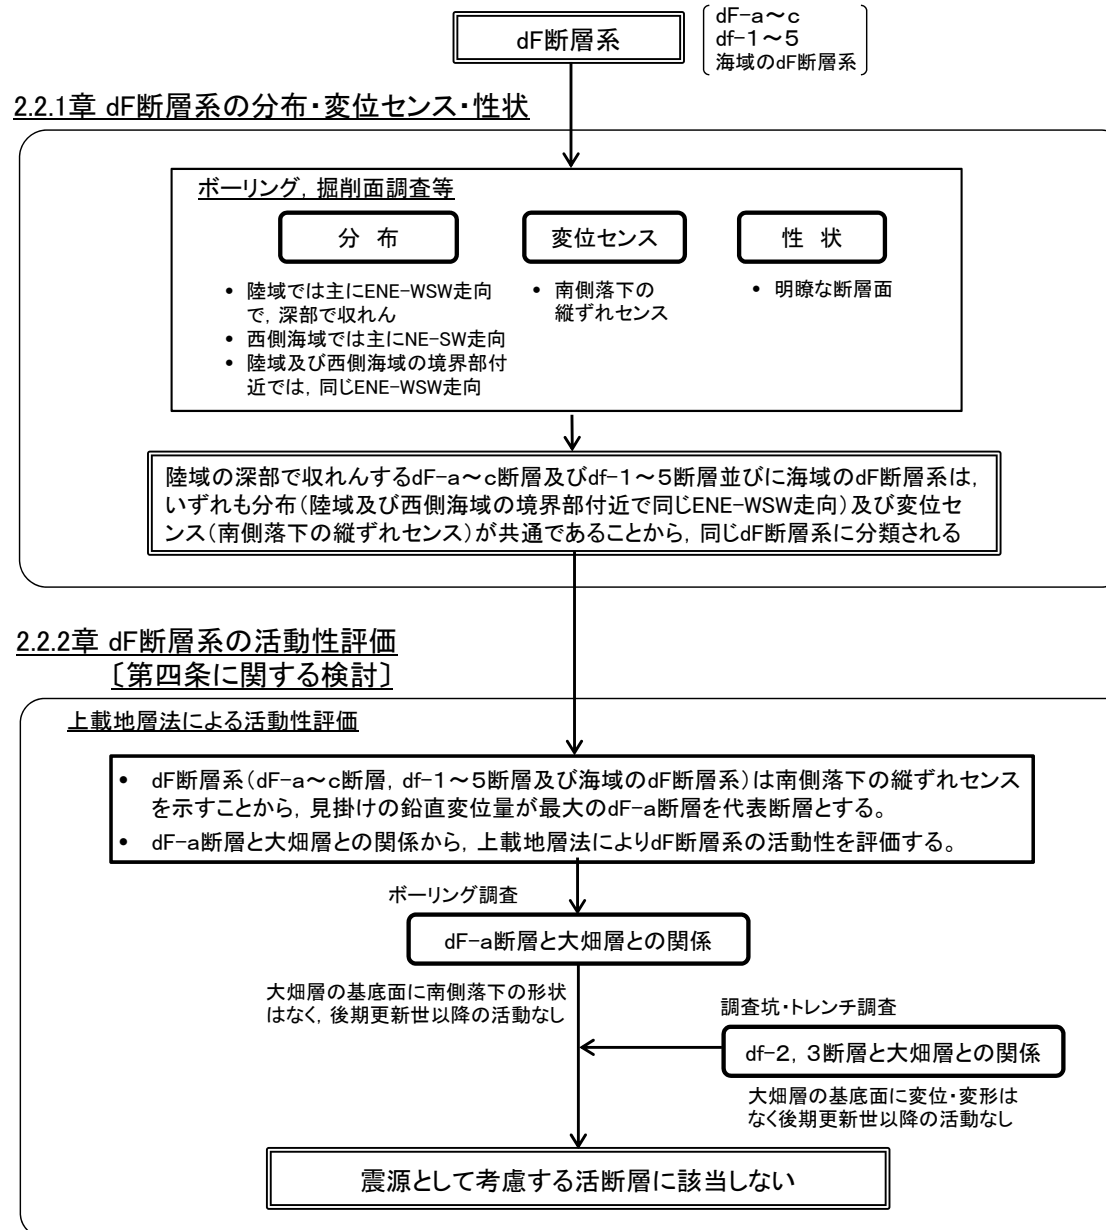 dF断層系
dF-a～c
df-1～5
海域のdF断層系
2.2.1章 dF断層系の分布・変位センス・性状
ボーリング，掘削面調査等
分 布
変位センス
性 状
• 陸域では主にENE-WSW走向
で，深部で収れん
• 西側海域では主にNE-SW走向
• 陸域及び西側海域の境界部付
近では，同じENE-WSW走向
• 南側落下の
縦ずれセンス
• 明瞭な断層面
陸域の深部で収れんするdF-a～c断層及びdf-1～5断層並びに海域のdF断層系は，
いずれも分布（陸域及び西側海域の境界部付近で同じENE-WSW走向）及び変位セ
ンス（南側落下の縦ずれセンス）が共通であることから，同じdF断層系に分類される
2.2.2章 dF断層系の活動性評価
〔第四条に関する検討〕
上載地層法による活動性評価
• dF断層系（dF-a～c断層，df-1～5断層及び海域のdF断層系）は南側落下の縦ずれセンス
を示すことから，見掛けの鉛直変位量が最大のdF-a断層を代表断層とする。
• dF-a断層と大畑層との関係から，上載地層法によりdF断層系の活動性を評価する。
ボーリング調査
dF-a断層と大畑層との関係
大畑層の基底面に南側落下の形状
はなく，後期更新世以降の活動なし
調査坑・トレンチ調査
df-2，3断層と大畑層との関係
大畑層の基底面に変位・変形は
なく後期更新世以降の活動なし
震源として考慮する活断層に該当しない